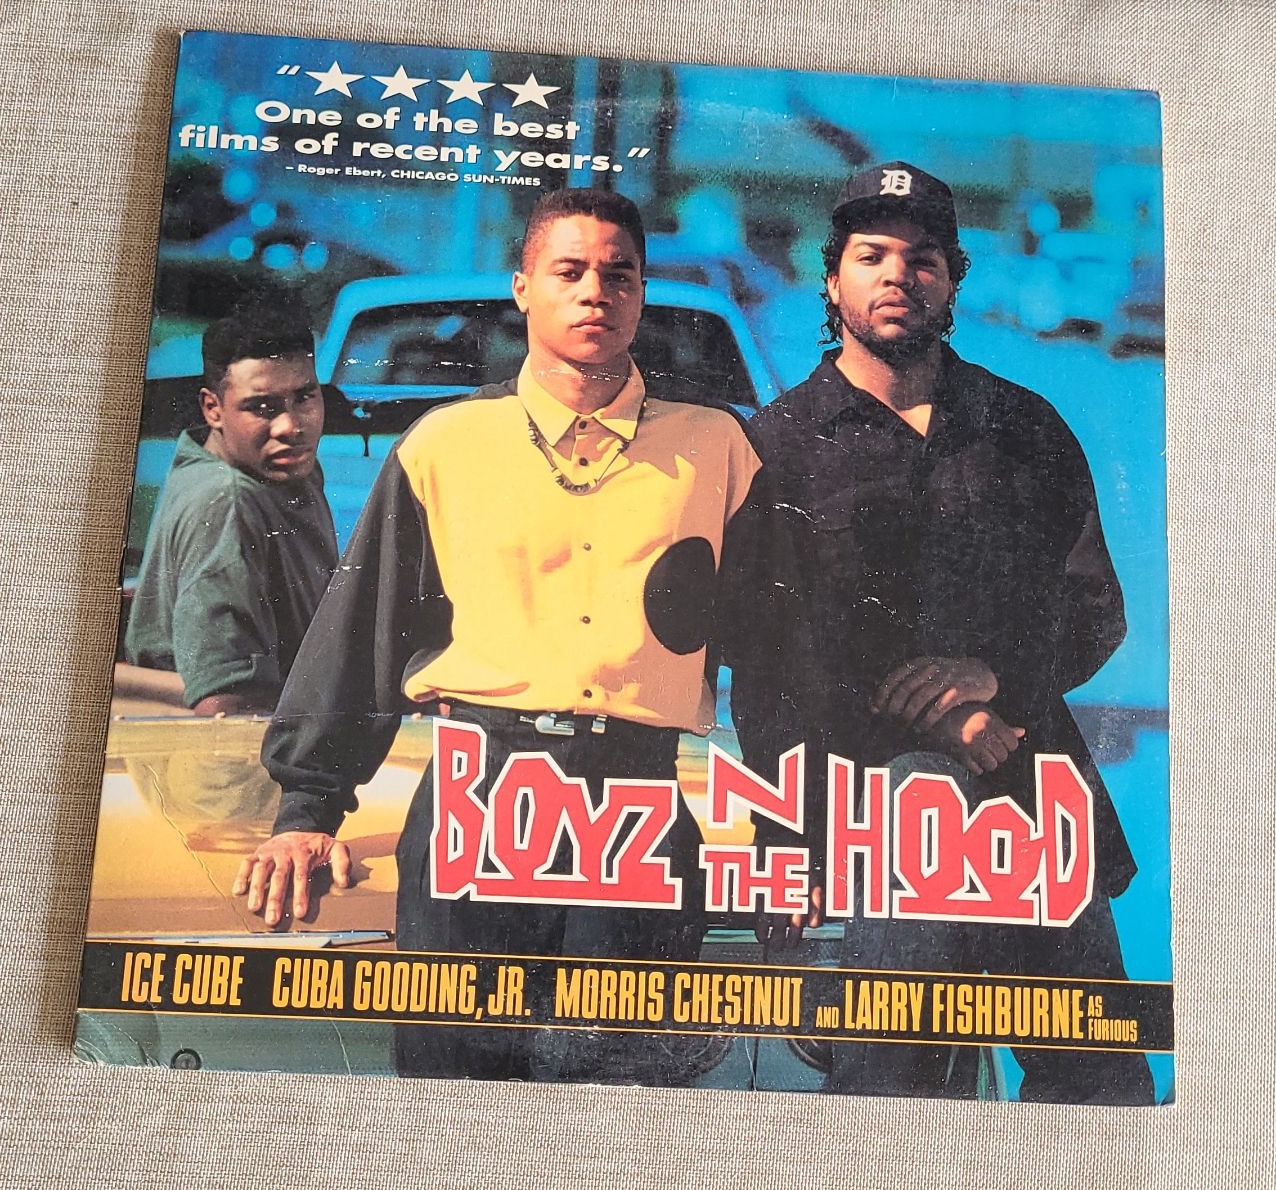 "★★★★
One of the best
films of recent years."
– Roger Ebert, CHICAGO SUN-TIMES
D
BOYZ N THE HOOD
ICE CUBE CUBA GOODING, JR. MORRIS CHESTNUT AND LARRY FISHBURNE AS FURIOUS